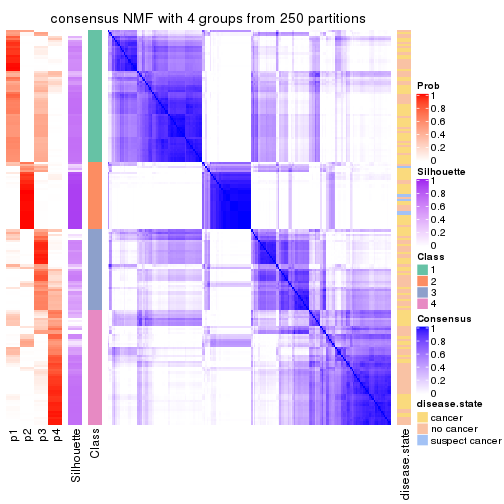 consensus NMF with 4 groups from 250 partitions
Prob
1
0.8
0.6
0.4
0.2
0
Silhouette
1
0.8
0.6
0.4
0.2
0
Class
1
2
3
4
Consensus
1
0.8
0.6
0.4
0.2
0
disease.state
cancer
no cancer
suspect cancer
p1
p2
p3
p4
Silhouette
Class
disease.state